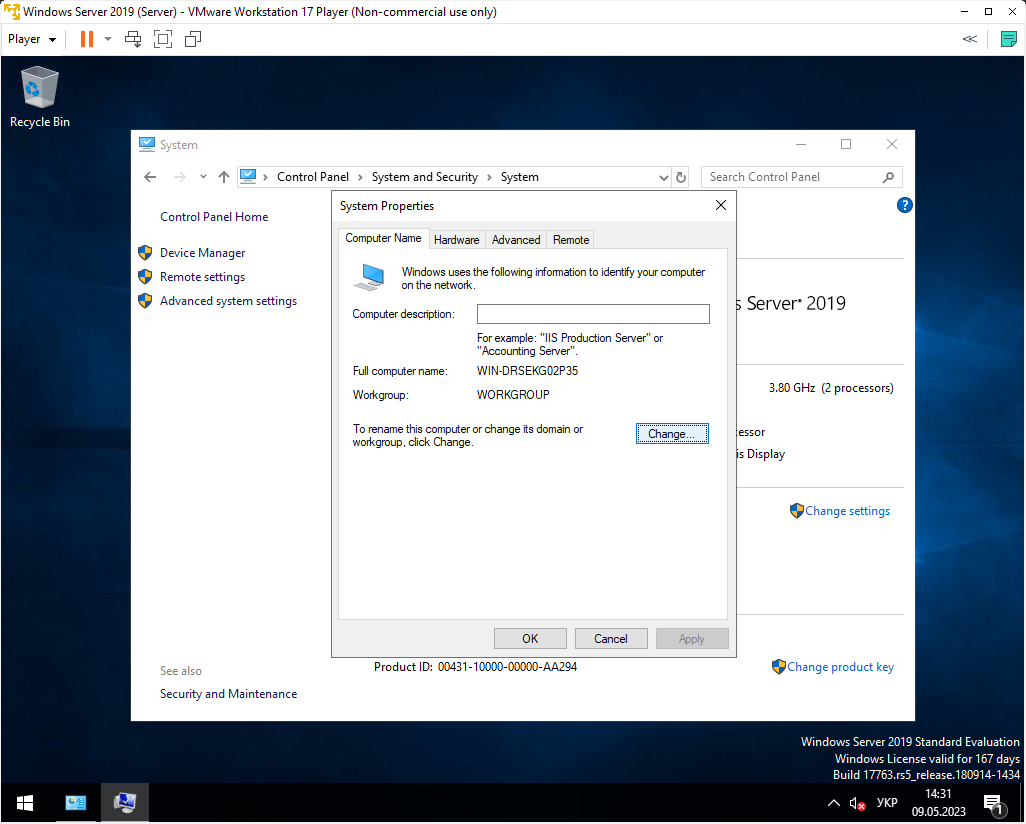 Windows Server 2019 (Server) - VMware Workstation 17 Player (Non-commercial use only)
Player
Recycle Bin
System
Control Panel > System and Security > System
Search Control Panel
Control Panel Home
Device Manager
Remote settings
Advanced system settings
See also
Security and Maintenance
System Properties
Computer Name Hardware Advanced Remote
Windows uses the following information to identify your computer
on the network.
Computer description:
For example: "IIS Production Server" or
"Accounting Server".
Full computer name: WIN-DRSEKG02P35
Workgroup: WORKGROUP
To rename this computer or change its domain or
workgroup, click Change.
Change...
OK Cancel Apply
s Server® 2019
3.80 GHz (2 processors)
cessor
is Display
Change settings
Product ID: 00431-10000-00000-AA294
Change product key
Windows Server 2019 Standard Evaluation
Windows License valid for 167 days
Build 17763.rs5_release.180914-1434
УКР
14:31
09.05.2023
1